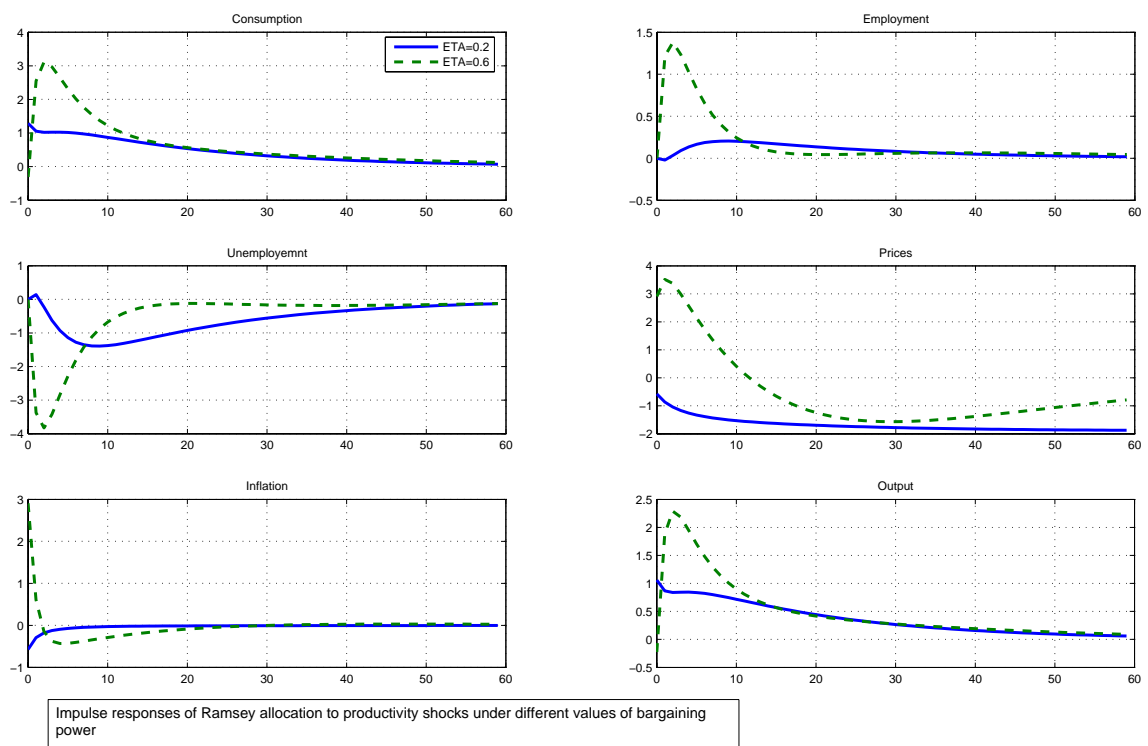 Consumption
4
3
2
1
0
−1
0 10 20 30 40 50 60
ETA=0.2
ETA=0.6
Employment
1.5
1
0.5
0
−0.5
0 10 20 30 40 50 60
Unemployemnt
1
0
−1
−2
−3
−4
0 10 20 30 40 50 60
Prices
4
3
2
1
0
−1
−2
0 10 20 30 40 50 60
Inflation
3
2
1
0
−1
0 10 20 30 40 50 60
Output
2.5
2
1.5
1
0.5
0
−0.5
0 10 20 30 40 50 60
Impulse responses of Ramsey allocation to productivity shocks under different values of bargaining
power